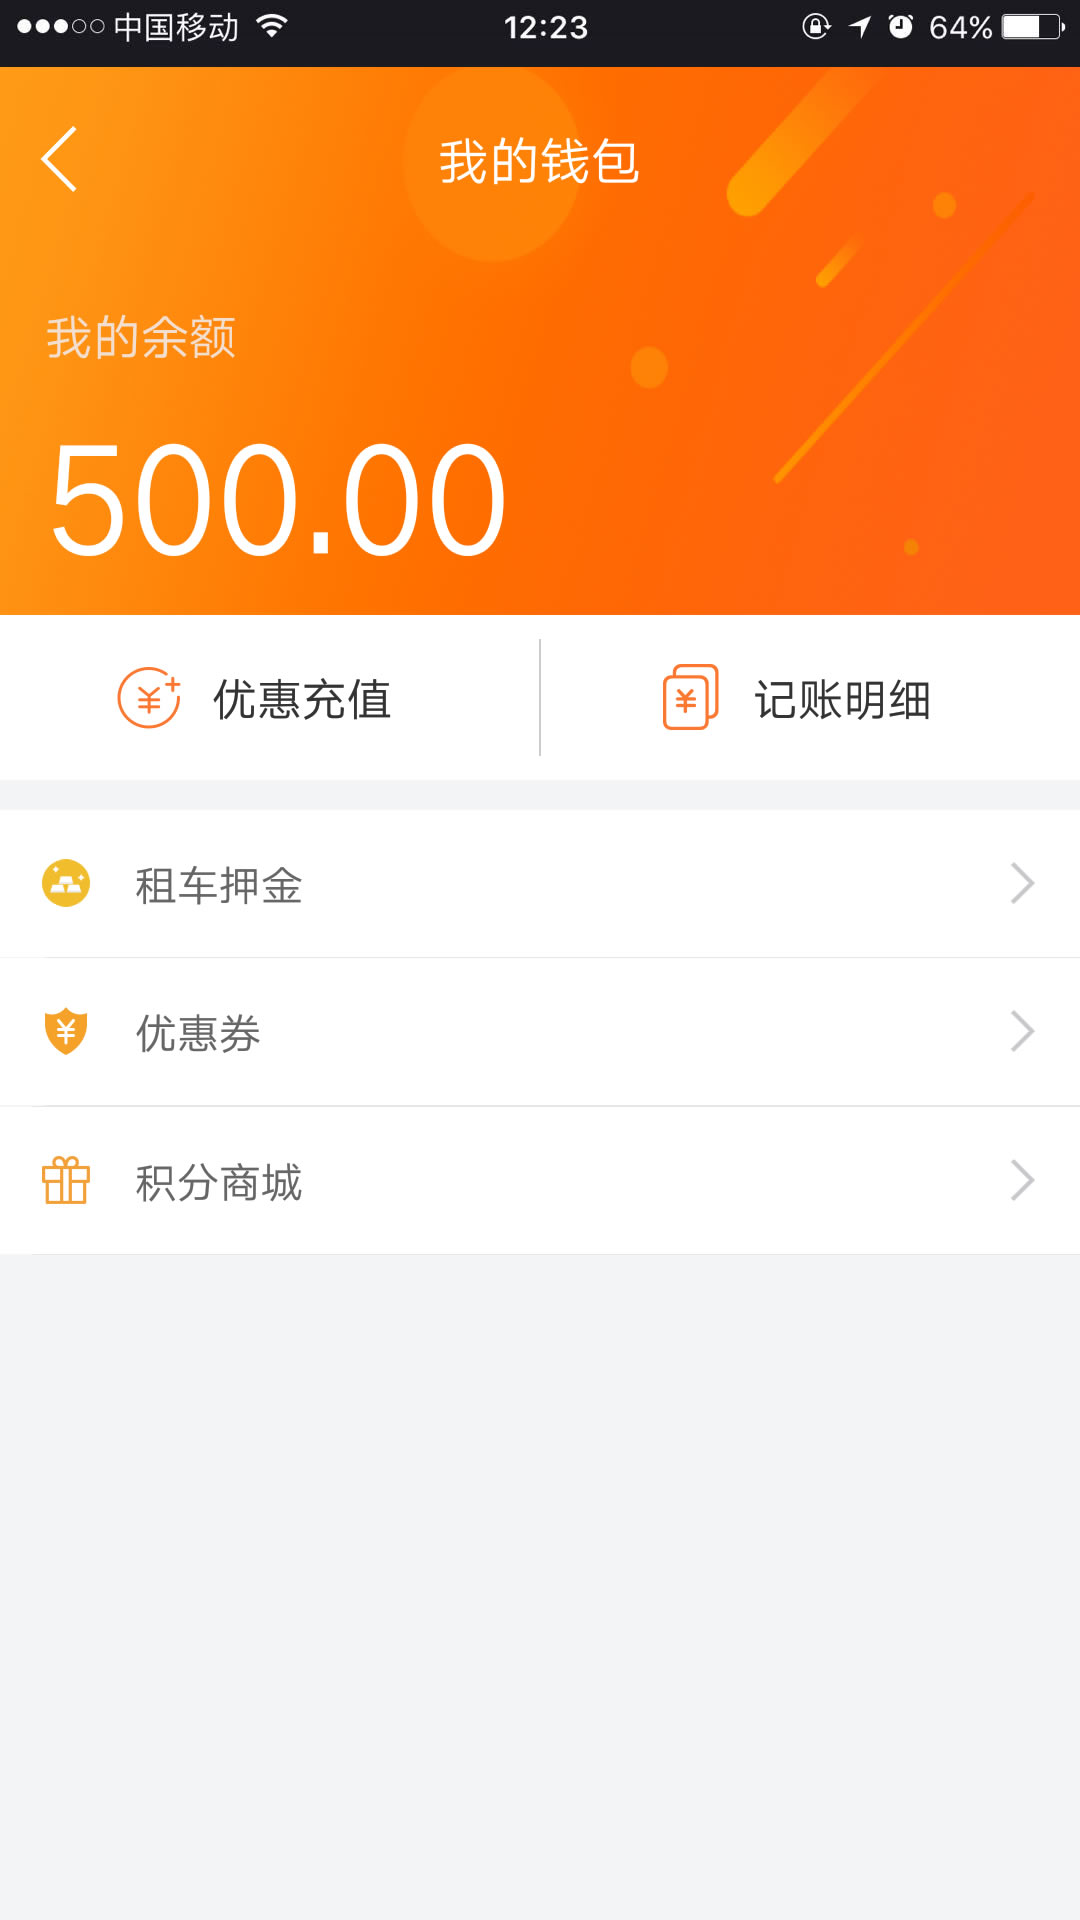 中国移动 12:23 64%
我的钱包
我的余额
500.00
优惠充值 记账明细
租车押金
优惠券
积分商城